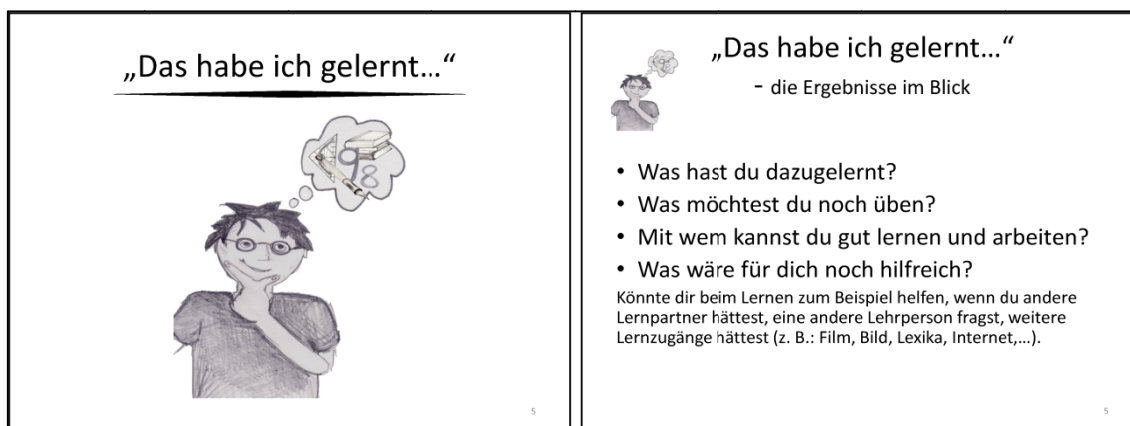 „Das habe ich gelernt…“
98
5
„Das habe ich gelernt…“
- die Ergebnisse im Blick
• Was hast du dazugelernt?
• Was möchtest du noch üben?
• Mit wem kannst du gut lernen und arbeiten?
• Was wäre für dich noch hilfreich?
Könnte dir beim Lernen zum Beispiel helfen, wenn du andere
Lernpartner hättest, eine andere Lehrperson fragst, weitere
Lernzugänge hättest (z. B.: Film, Bild, Lexika, Internet,…).
5